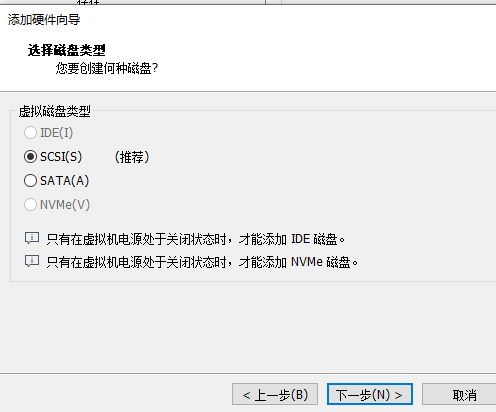 添加硬件向导
选择磁盘类型
您要创建何种磁盘?
虚拟磁盘类型
IDE(I)
SCSI(S) (推荐)
SATA(A)
NVMe(V)
只有在虚拟机电源处于关闭状态时，才能添加 IDE 磁盘。
只有在虚拟机电源处于关闭状态时，才能添加 NVMe 磁盘。
< 上一步(B) 下一步(N) > 取消